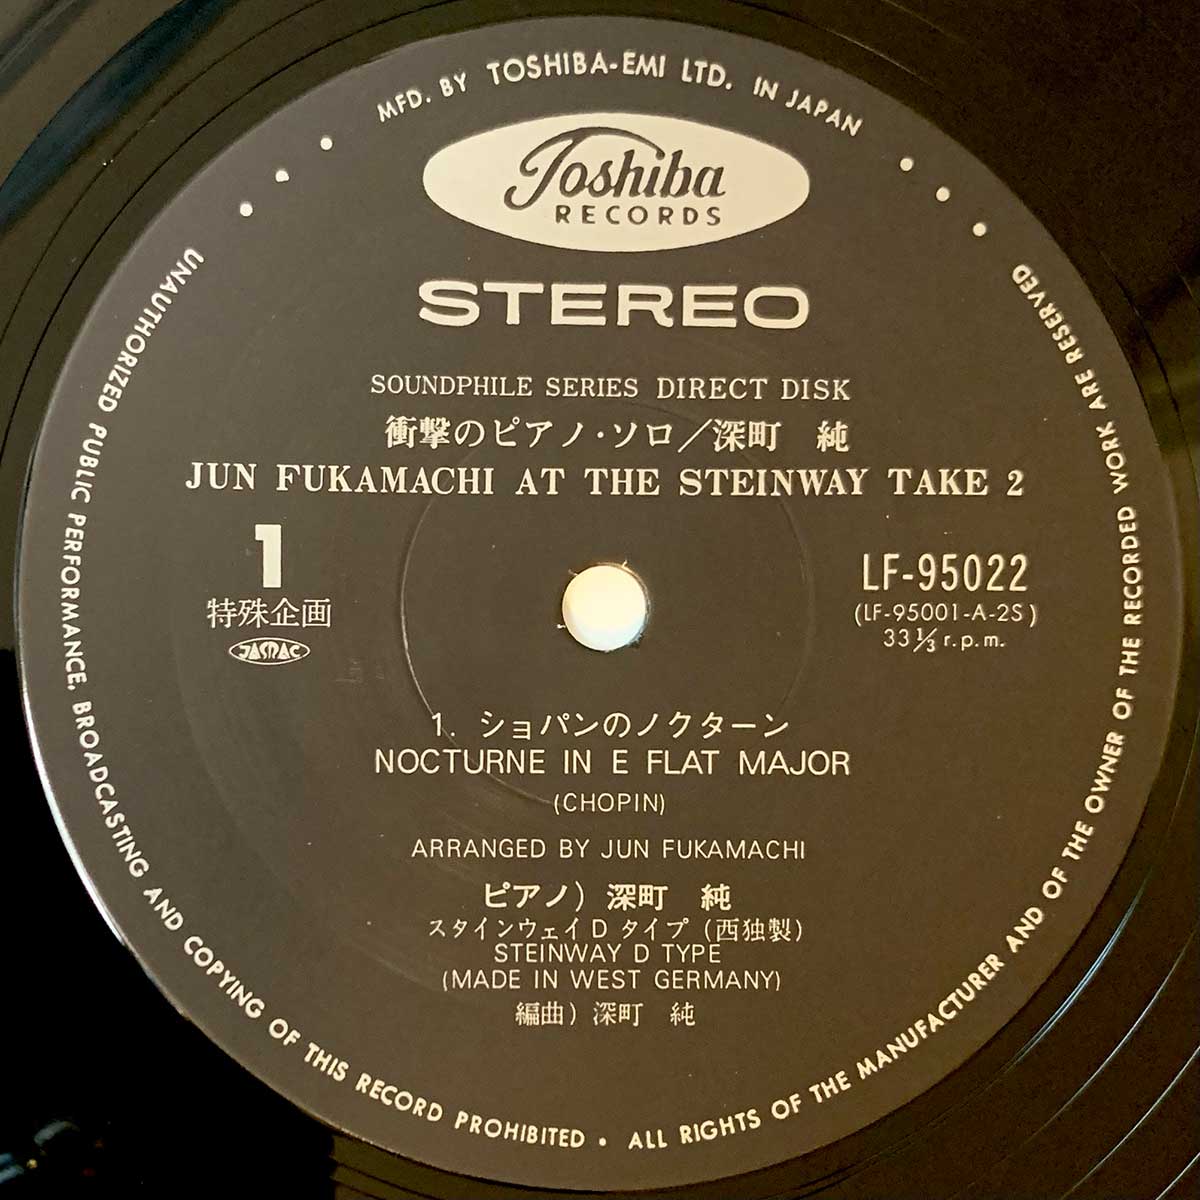 MFD. BY TOSHIBA-EMI LTD. IN JAPAN
Toshiba
RECORDS
STEREO
SOUNDPHILE SERIES DIRECT DISK
衝撃のピアノ・ソロ/深町 純
JUN FUKAMACHI AT THE STEINWAY TAKE 2
1
特殊企画
JASRAC
LF-95022
(LF-95001-A-2S)
33⅓ r.p.m.
1. ショパンのノクターン
NOCTURNE IN E FLAT MAJOR
(CHOPIN)
ARRANGED BY JUN FUKAMACHI
ピアノ) 深町 純
スタインウェイDタイプ(西独製)
STEINWAY D TYPE
(MADE IN WEST GERMANY)
編曲) 深町 純
UNAUTHORIZED PUBLIC PERFORMANCE, BROADCASTING AND COPYING OF THIS RECORD PROHIBITED • ALL RIGHTS OF THE MANUFACTURER AND OF THE OWNER OF THE RECORDED WORK ARE RESERVED